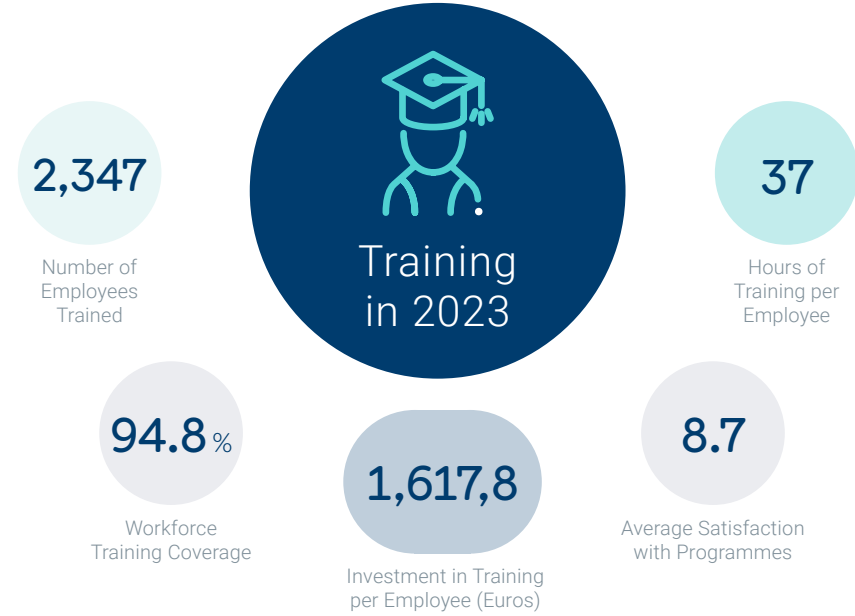 Training
in 2023
2,347
Number of
Employees
Trained
37
Hours of
Training per
Employee
94.8 %
Workforce
Training Coverage
1,617,8
Investment in Training
per Employee (Euros)
8.7
Average Satisfaction
with Programmes